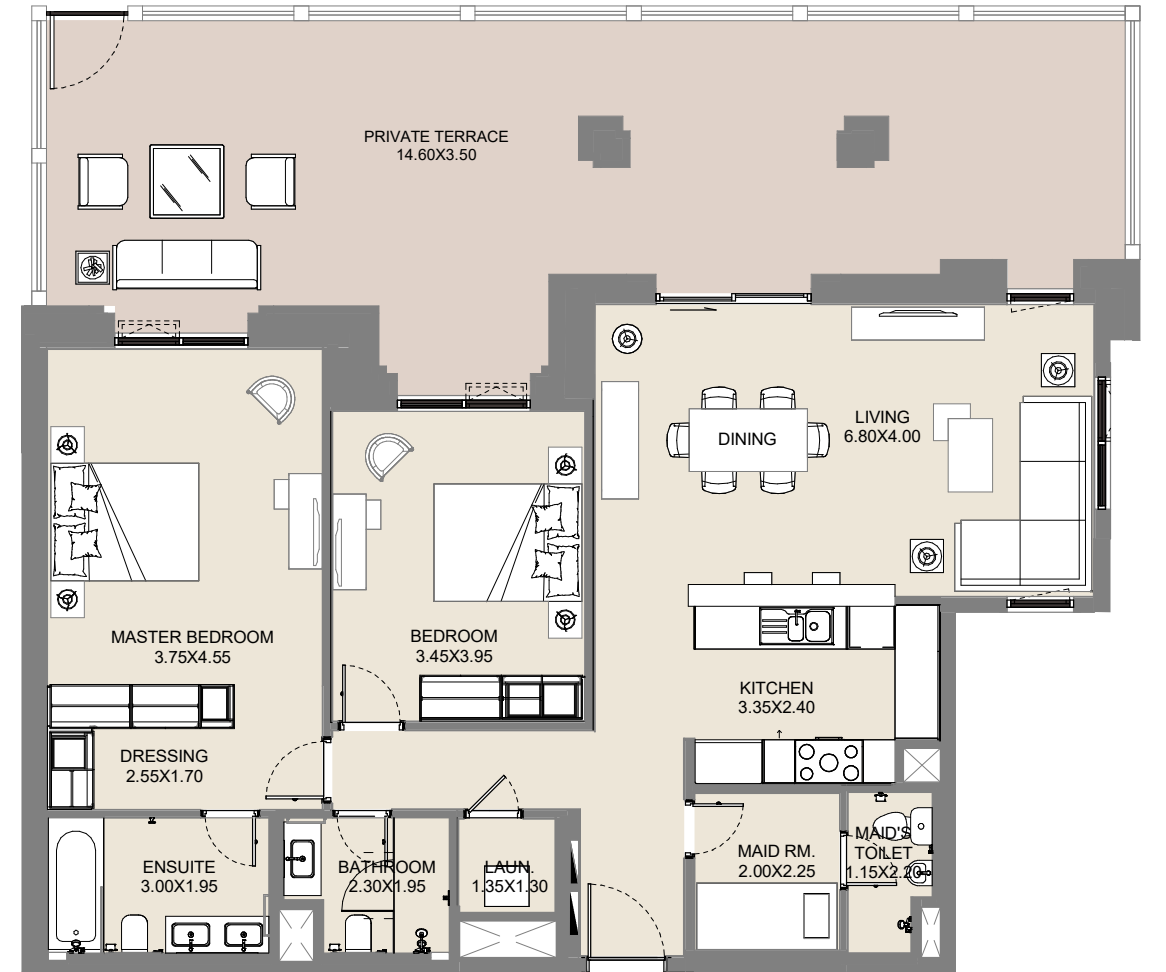 PRIVATE TERRACE
14.60X3.50
DINING
LIVING
6.80X4.00
MASTER BEDROOM
3.75X4.55
BEDROOM
3.45X3.95
KITCHEN
3.35X2.40
DRESSING
2.55X1.70
ENSUITE
3.00X1.95
BATHROOM
2.30X1.95
LAUN.
1.35X1.30
MAID RM.
2.00X2.25
MAID'S
TOILET
1.15X2.20